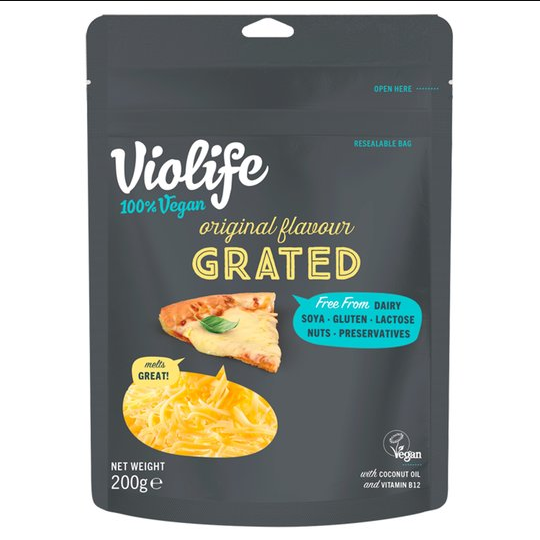 OPEN HERE
RESEALABLE BAG
Violife
100% Vegan
original flavour
GRATED
Free From DAIRY
SOYA · GLUTEN · LACTOSE
NUTS · PRESERVATIVES
melts
GREAT!
Vegan
NET WEIGHT
200g ℮
with COCONUT OIL
and VITAMIN B12